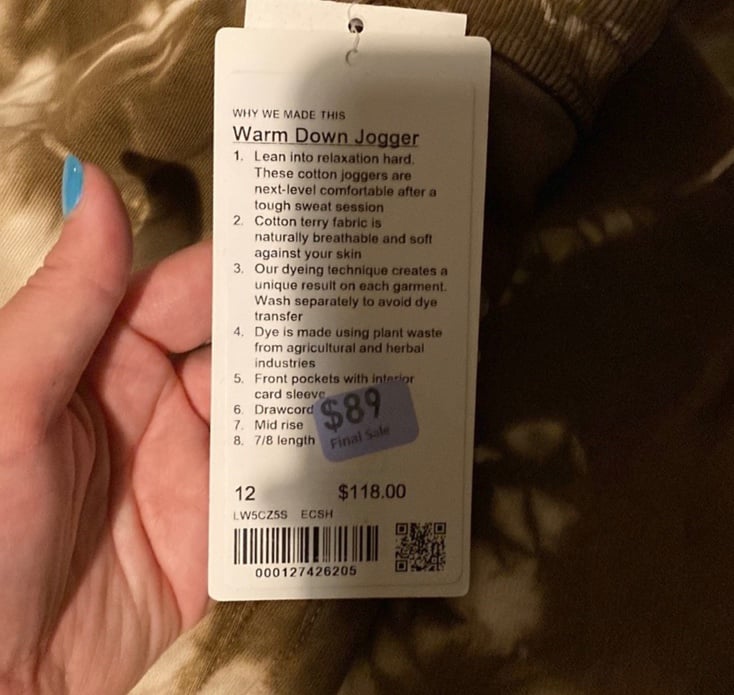 WHY WE MADE THIS
Warm Down Jogger
1. Lean into relaxation hard.
These cotton joggers are
next-level comfortable after a
tough sweat session
2. Cotton terry fabric is
naturally breathable and soft
against your skin
3. Our dyeing technique creates a
unique result on each garment.
Wash separately to avoid dye
transfer
4. Dye is made using plant waste
from agricultural and herbal
industries
5. Front pockets with interior
card sleeve
6. Drawcord
7. Mid rise
8. 7/8 length
$89
Final Sale
12 $118.00
LW5CZ5S ECSH
000127426205